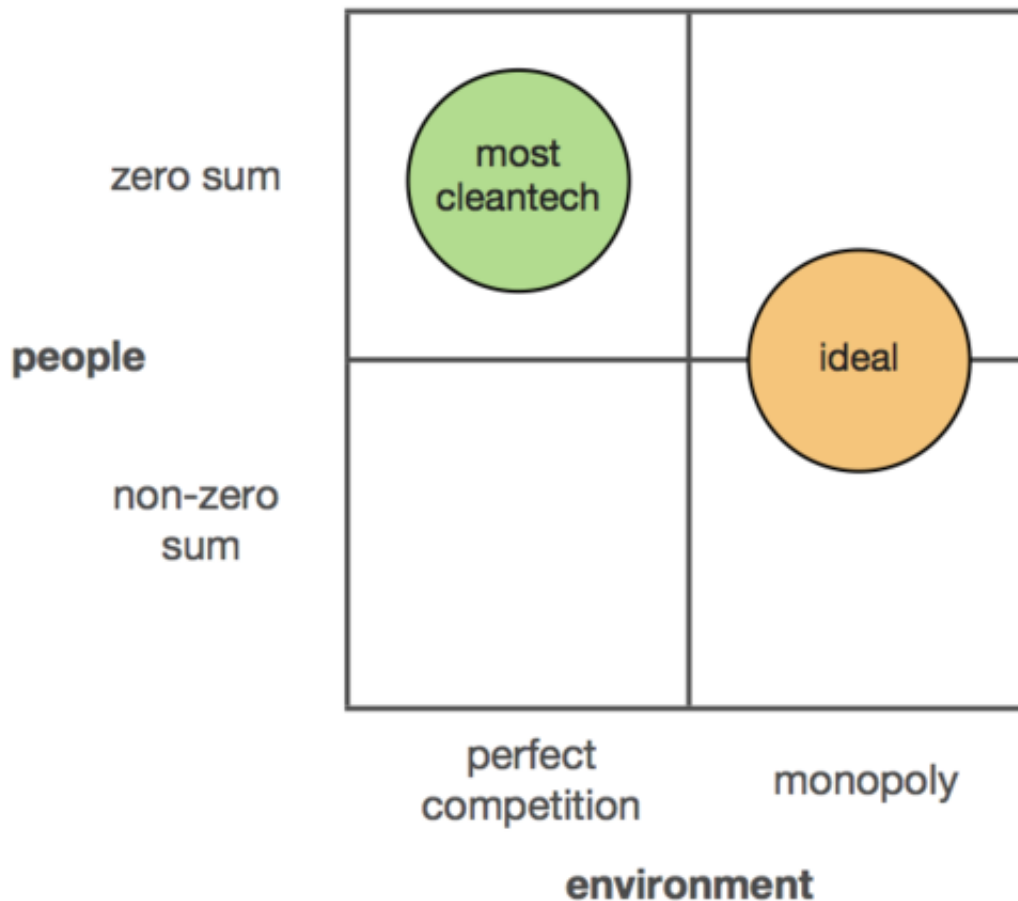 most
cleantech
zero sum
ideal
people
non-zero
sum
perfect
competition
monopoly
environment